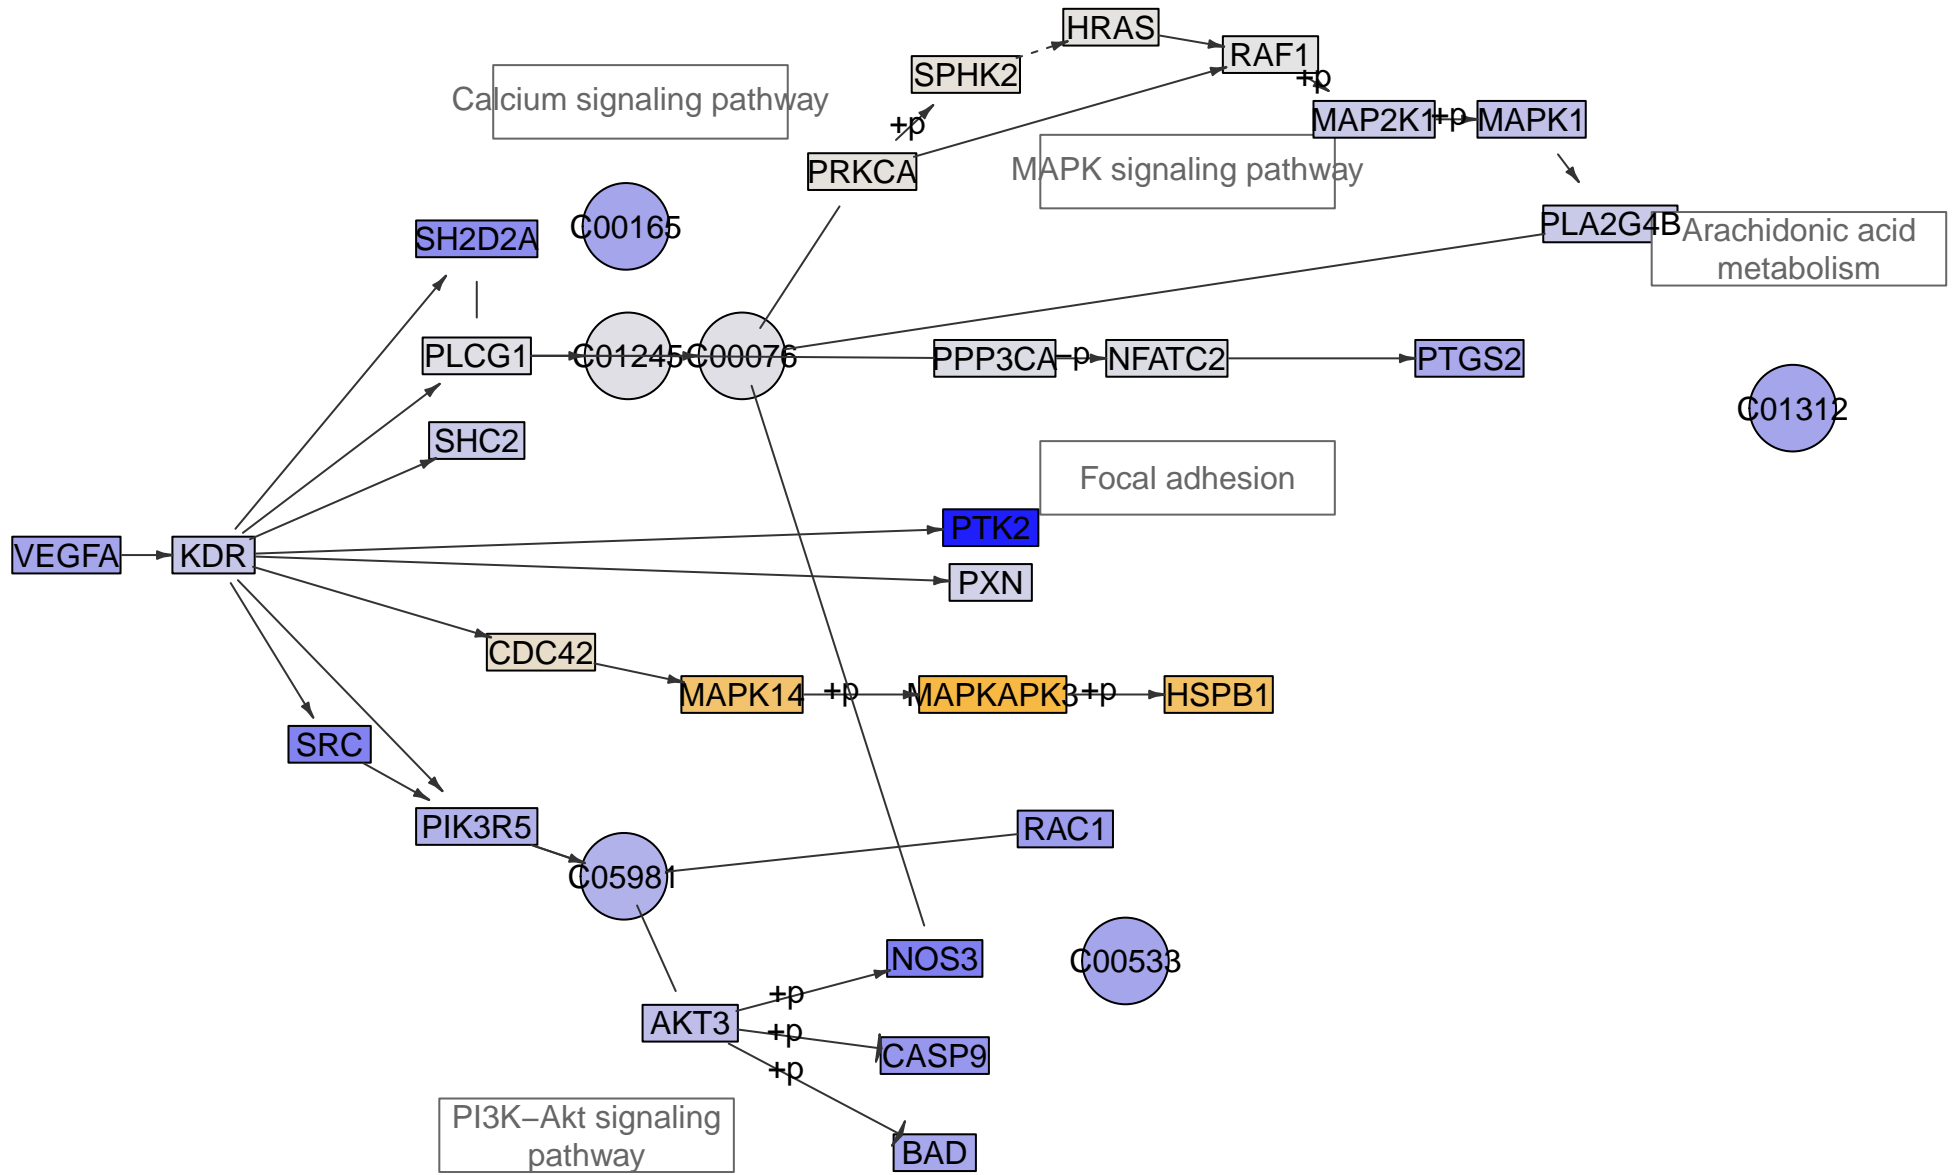 HRAS
RAF1
+p
SPHK2
Calcium signaling pathway
+p
MAP2K1
+p
MAPK1
PRKCA
MAPK signaling pathway
C00165
SH2D2A
PLA2G4B
Arachidonic acid
metabolism
PLCG1
C01245
C00076
PPP3CA
−p
NFATC2
PTGS2
C01312
SHC2
Focal adhesion
PTK2
VEGFA
KDR
PXN
CDC42
MAPK14
+p
MAPKAPK3
+p
HSPB1
SRC
PIK3R5
RAC1
C05981
NOS3
C00533
+p
AKT3
+p
CASP9
+p
PI3K−Akt signaling
pathway
BAD